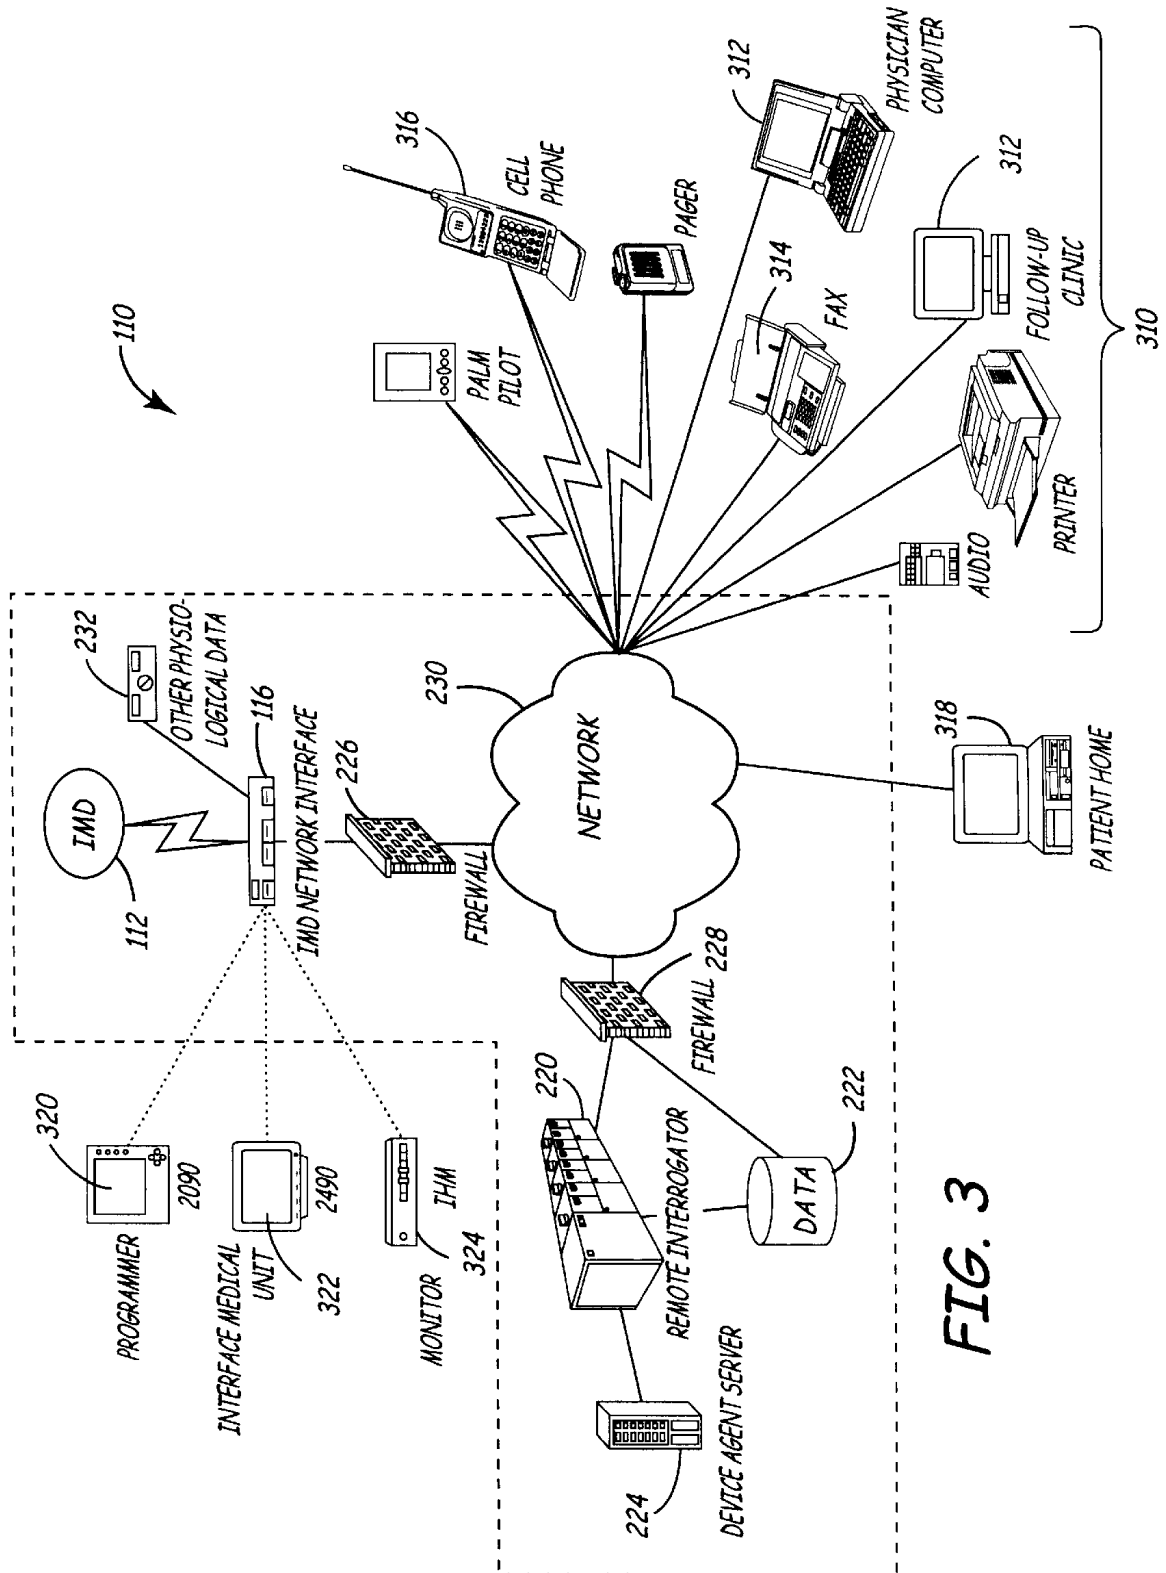 110
IMD
112
232
OTHER PHYSIO-
LOGICAL DATA
116
IMD NETWORK INTERFACE
226
FIREWALL
320
PROGRAMMER
2090
INTERFACE MEDICAL
UNIT
2490
322
MONITOR
IHM
324
230
NETWORK
228
FIREWALL
220
REMOTE INTERROGATOR
222
DATA
224
DEVICE AGENT SERVER
PALM
PILOT
316
CELL
PHONE
PAGER
312
PHYSICIAN
COMPUTER
314
FAX
312
FOLLOW-UP
CLINIC
PRINTER
AUDIO
310
318
PATIENT HOME
FIG. 3